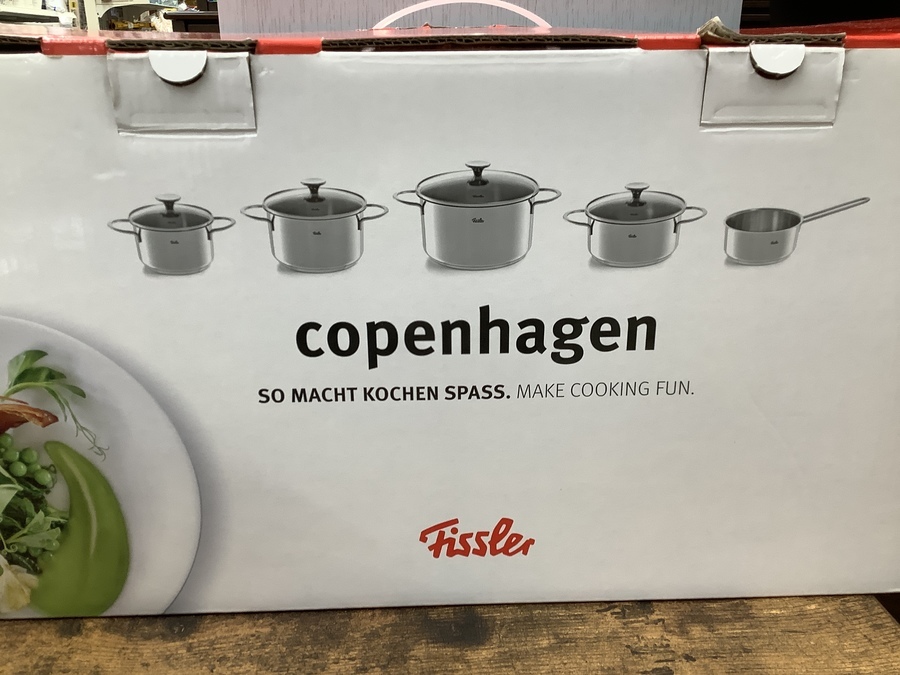 copenhagen
SO MACHT KOCHEN SPASS. MAKE COOKING FUN.
Fissler